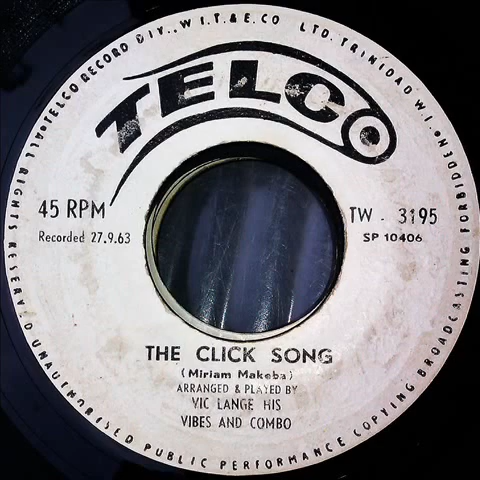 TELCO RECORD DIV., W.I.T. & E. CO LTD. TRINIDAD W.I. ALL RIGHTS RESERVED UNAUTHORISED PUBLIC PERFORMANCE COPYING BROADCASTING FORBIDDEN
TELCO
45 RPM
TW - 3195
Recorded 27.9.63
SP 10406
THE CLICK SONG
(Miriam Makeba)
ARRANGED & PLAYED BY
VIC LANGE HIS
VIBES AND COMBO